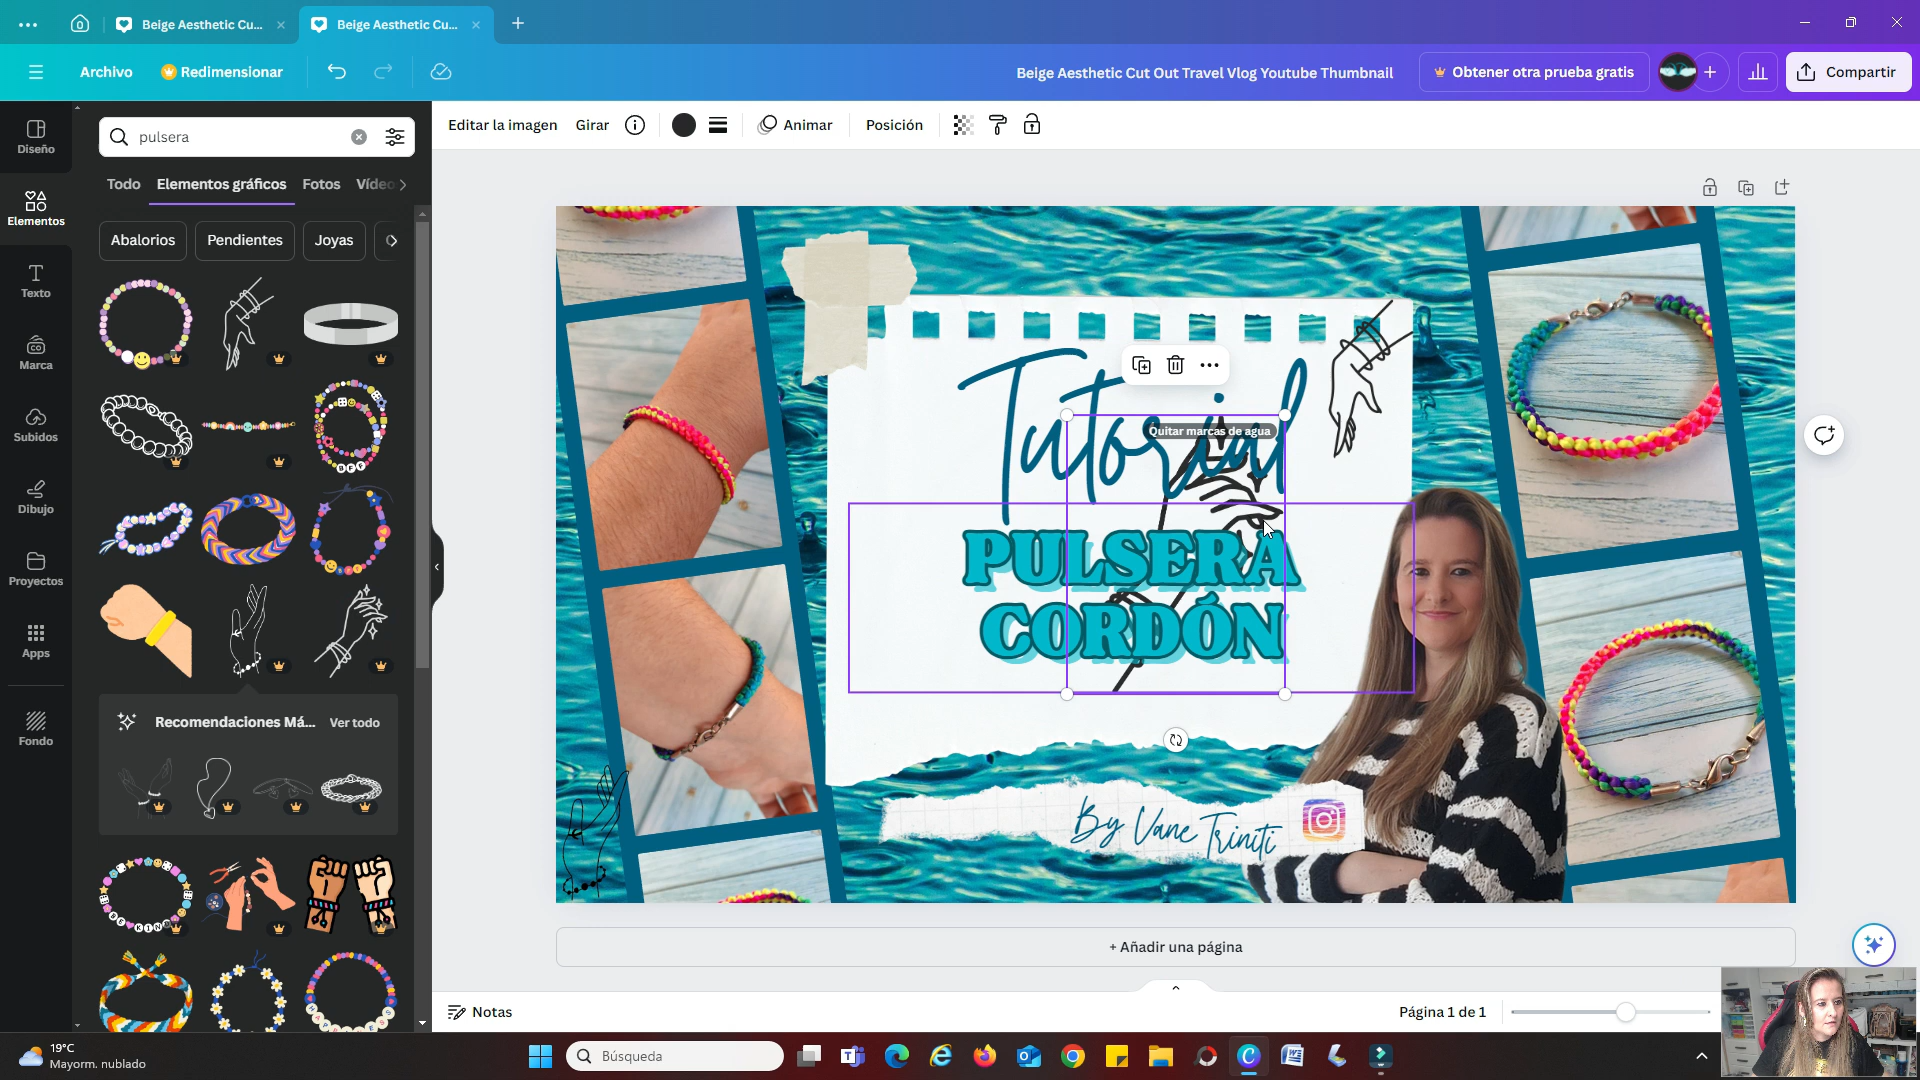 Beige Aesthetic Cu...
Beige Aesthetic Cu...
Archivo
Redimensionar
Beige Aesthetic Cut Out Travel Vlog Youtube Thumbnail
Obtener otra prueba gratis
Compartir
Diseño
Elementos
Texto
Marca
Subidos
Dibujo
Proyectos
Apps
Fondo
pulsera
Todo
Elementos gráficos
Fotos
Vídeo
Abalorios
Pendientes
Joyas
Recomendaciones Má...
Ver todo
Editar la imagen
Girar
Animar
Posición
Tutorial
Quitar marcas de agua
PULSERA
CORDÓN
By Vane Triniti
+ Añadir una página
Notas
Página 1 de 1
19°C
Mayorm. nublado
Búsqueda